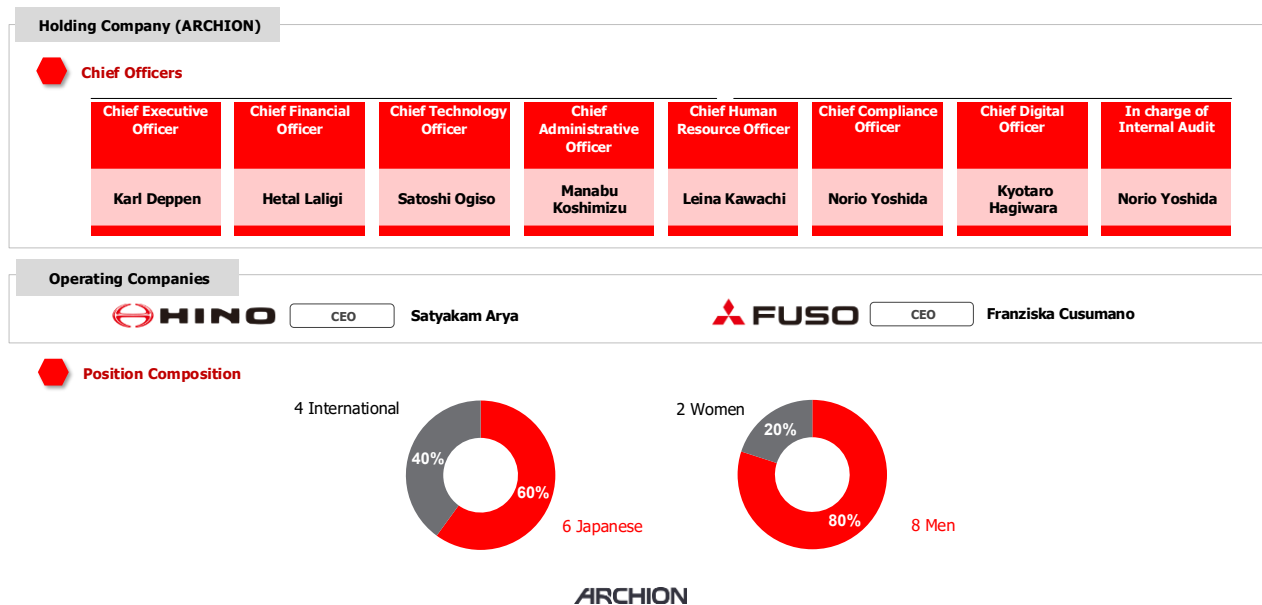 Holding Company (ARCHION)
Chief Officers
Chief Executive
Officer
Chief Financial
Officer
Chief Technology
Officer
Chief
Administrative
Officer
Chief Human
Resource Officer
Chief Compliance
Officer
Chief Digital
Officer
In charge of
Internal Audit
Karl Deppen
Hetal Laligi
Satoshi Ogiso
Manabu
Koshimizu
Leina Kawachi
Norio Yoshida
Kyotaro
Hagiwara
Norio Yoshida
Operating Companies
HINO
CEO
Satyakam Arya
FUSO
CEO
Franziska Cusumano
Position Composition
4 International
40%
60%
6 Japanese
2 Women
20%
80%
8 Men
ARCHION